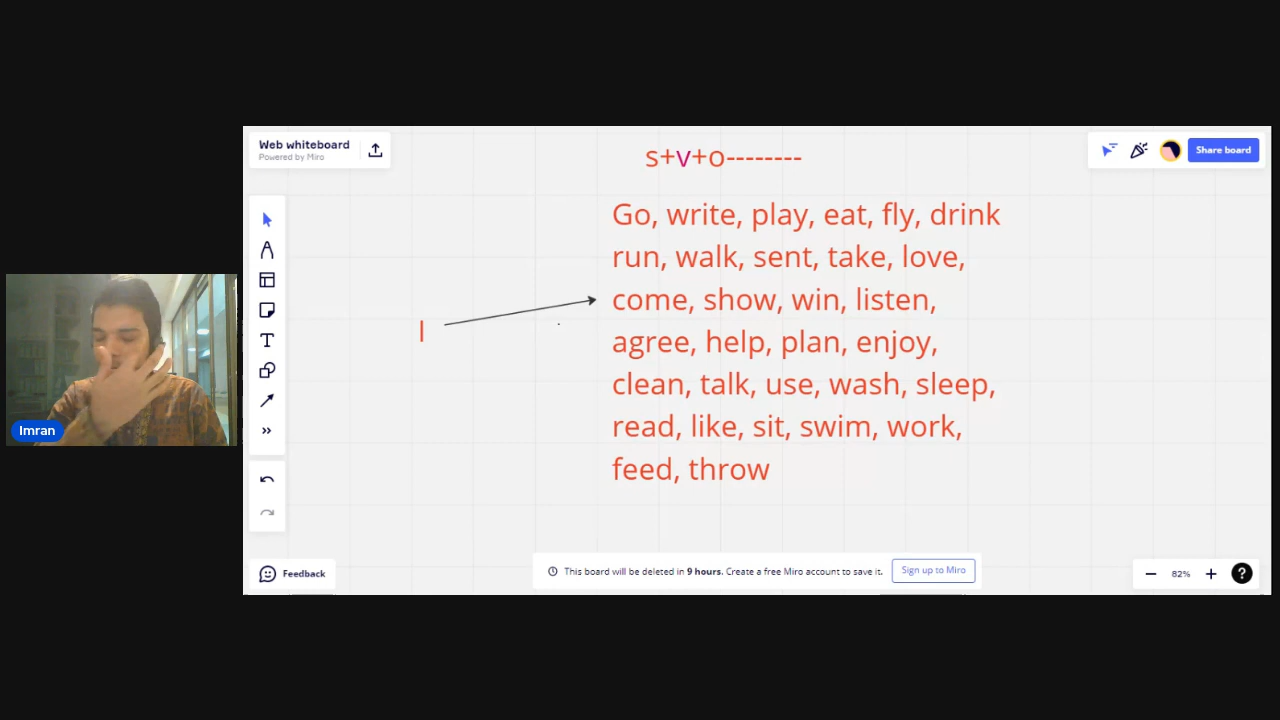 Web whiteboard
Powered by Miro
s+v+o--------
Share board
Go, write, play, eat, fly, drink
run, walk, sent, take, love,
come, show, win, listen,
I
agree, help, plan, enjoy,
clean, talk, use, wash, sleep,
read, like, sit, swim, work,
feed, throw
Imran
Feedback
This board will be deleted in 9 hours. Create a free Miro account to save it.
Sign up to Miro
82%